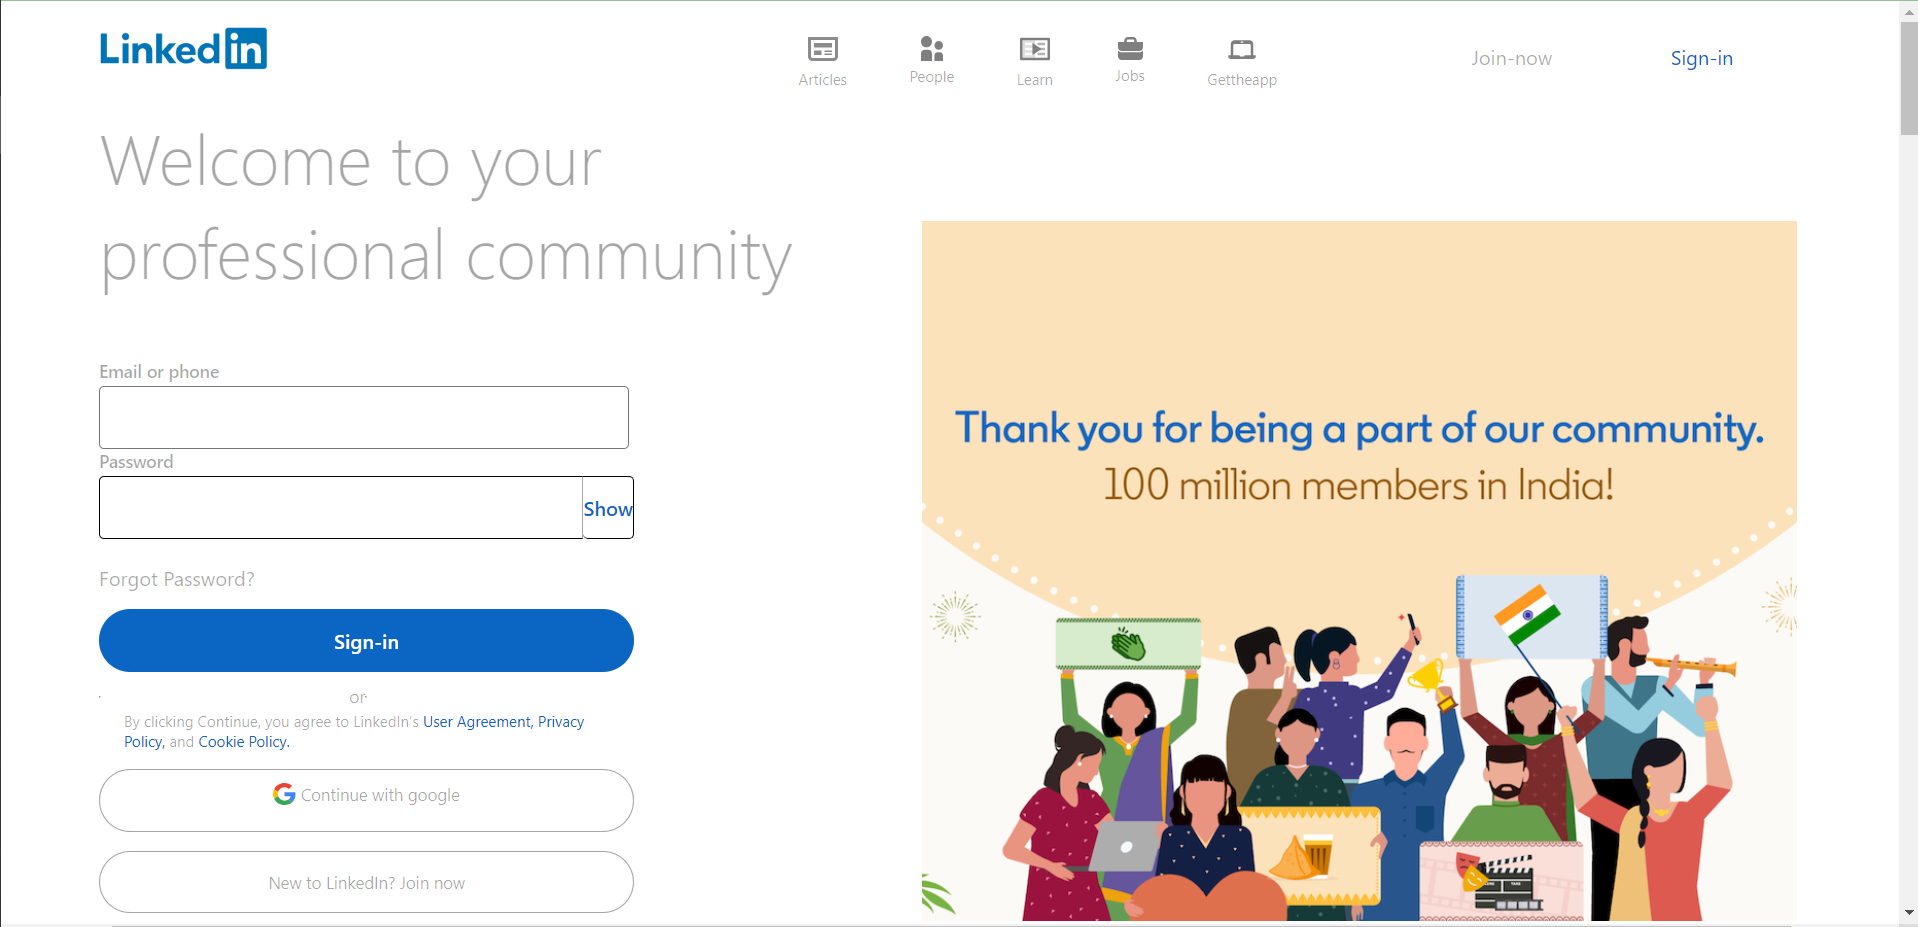 Linked in
Articles
People
Learn
Jobs
Gettheapp
Join-now
Sign-in
Welcome to your
professional community
Email or phone
Password
Show
Forgot Password?
Sign-in
or
By clicking Continue, you agree to LinkedIn's User Agreement, Privacy
Policy, and Cookie Policy.
Continue with google
New to LinkedIn? Join now
Thank you for being a part of our community.
100 million members in India!